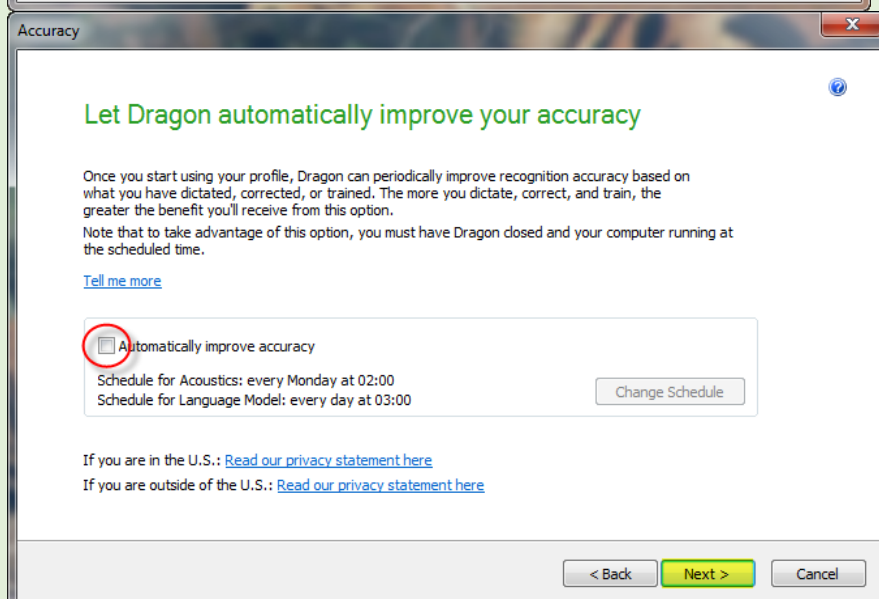 Accuracy
Let Dragon automatically improve your accuracy
Once you start using your profile, Dragon can periodically improve recognition accuracy based on
what you have dictated, corrected, or trained. The more you dictate, correct, and train, the
greater the benefit you'll receive from this option.
Note that to take advantage of this option, you must have Dragon closed and your computer running at
the scheduled time.
Tell me more
Automatically improve accuracy
Schedule for Acoustics: every Monday at 02:00
Schedule for Language Model: every day at 03:00
Change Schedule
If you are in the U.S.: Read our privacy statement here
If you are outside of the U.S.: Read our privacy statement here
< Back Next > Cancel